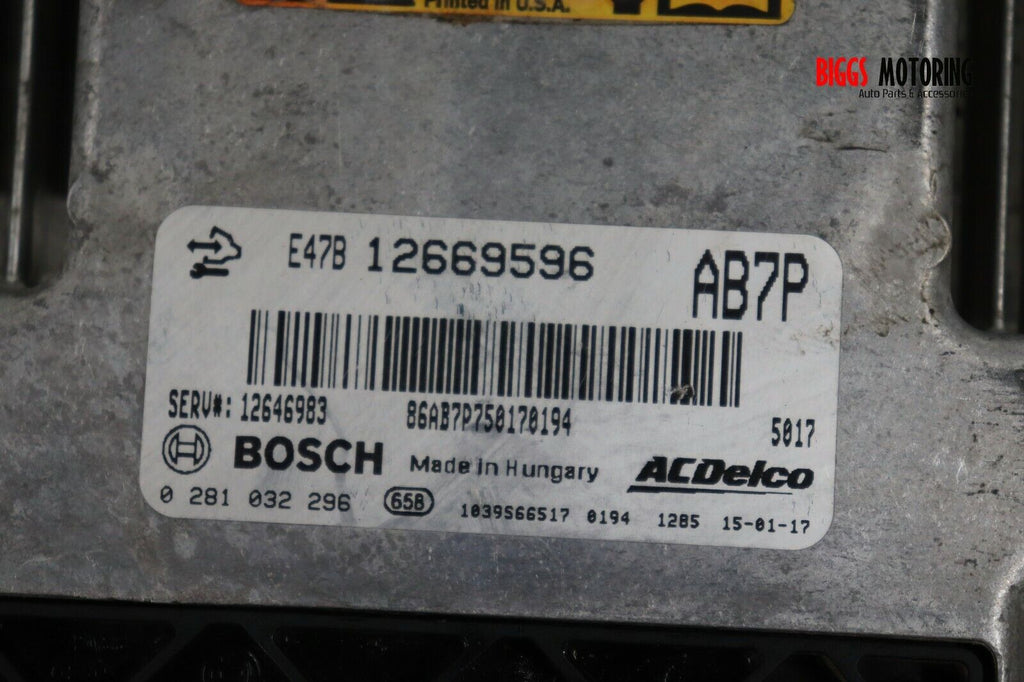 Printed in U.S.A.
BIGGS MOTORING
Auto Parts & Accessories
E47B 12669596 AB7P
SERV#: 12646983 86AB7P750170194 5017
BOSCH Made in Hungary ACDelco
0 281 032 296 65B 1039S66517 0194 1285 15-01-17